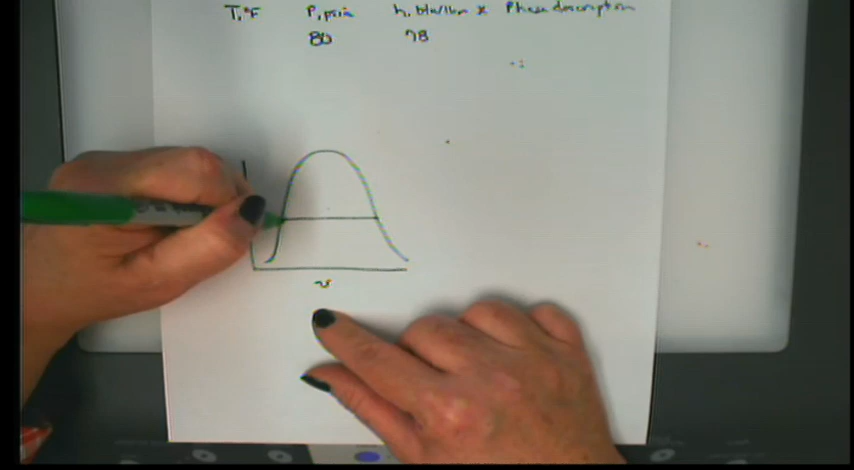 T, °F P, psia h, btu/lbm x Phase description
80 78
v